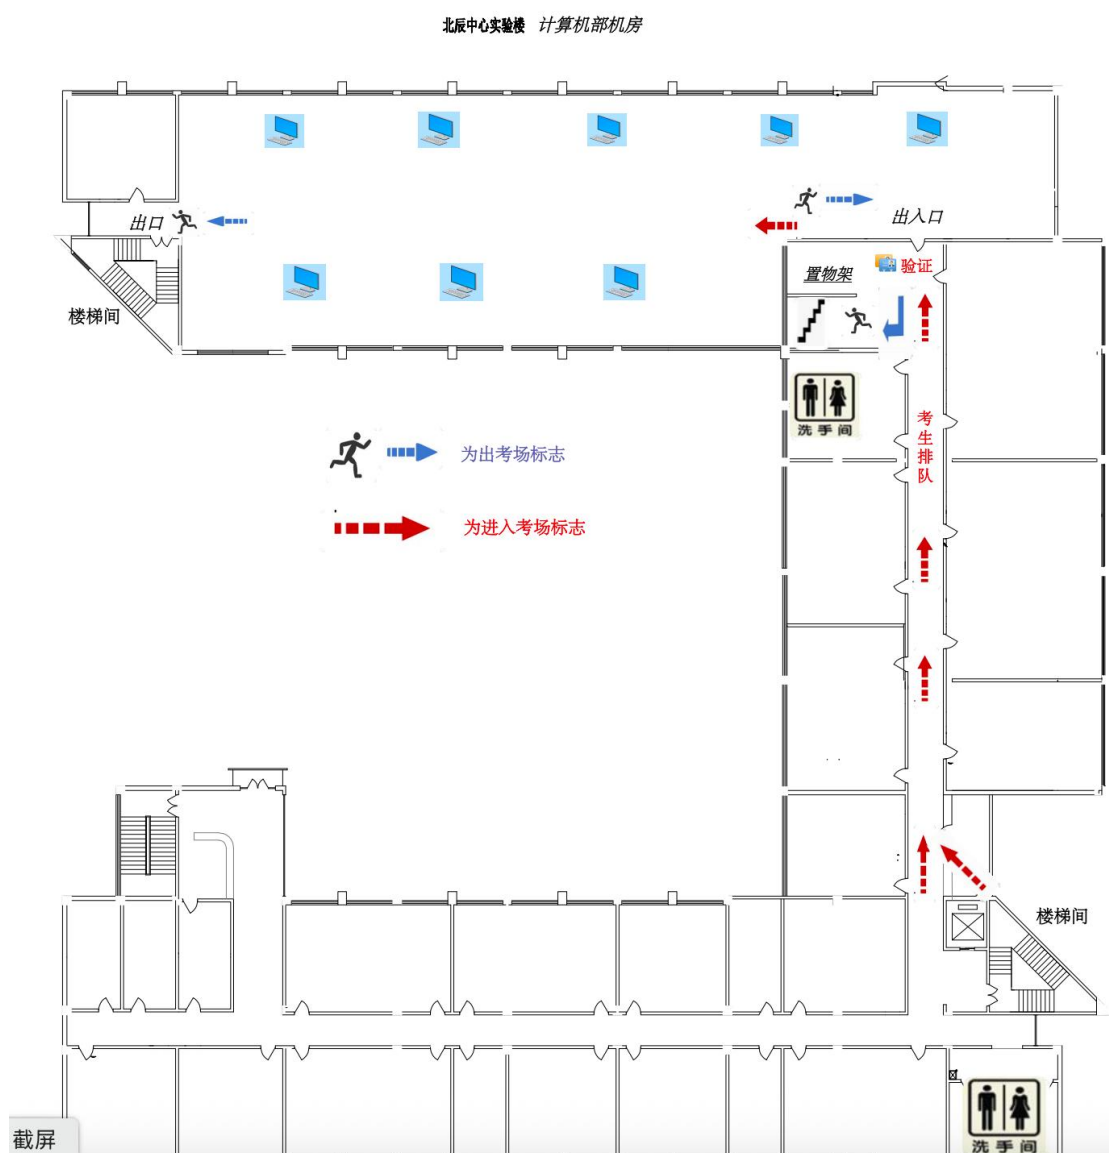 北辰中心实验楼 计算机部机房
出口
出入口
验证
置物架
楼梯间
洗手间
考生排队
为出考场标志
为进入考场标志
楼梯间
洗手间
截屏